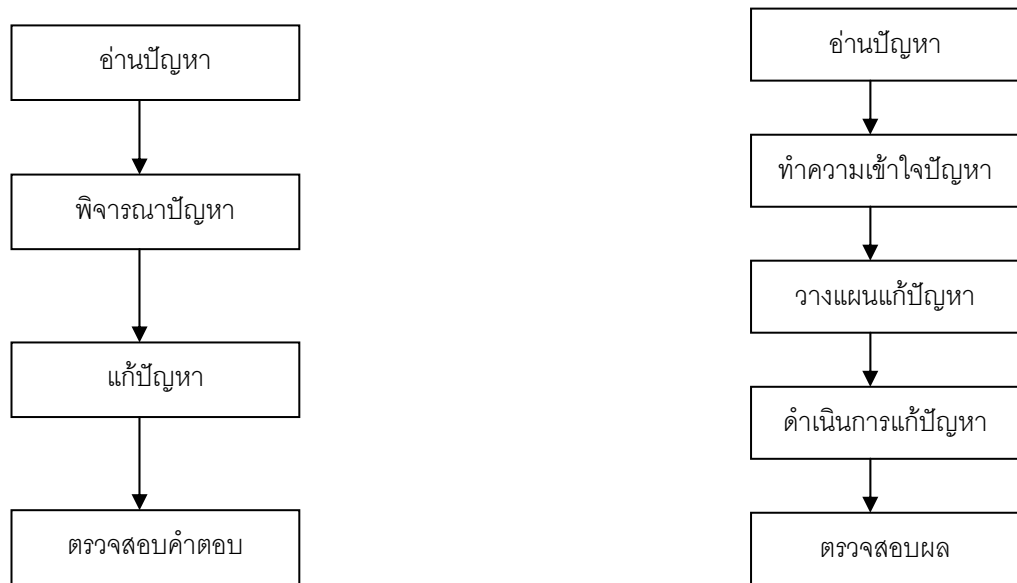 อ่านปัญหา
พิจารณาปัญหา
แก้ปัญหา
ตรวจสอบคำตอบ
อ่านปัญหา
ทำความเข้าใจปัญหา
วางแผนแก้ปัญหา
ดำเนินการแก้ปัญหา
ตรวจสอบผล